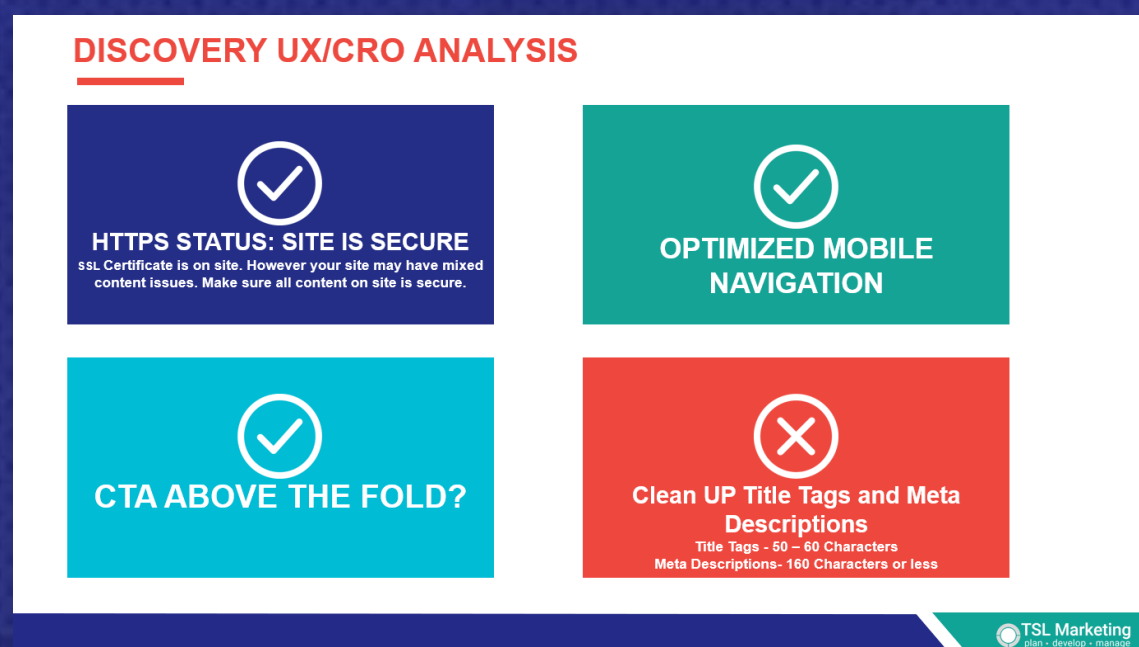 DISCOVERY UX/CRO ANALYSIS
HTTPS STATUS: SITE IS SECURE
SSL Certificate is on site. However your site may have mixed
content issues. Make sure all content on site is secure.
OPTIMIZED MOBILE
NAVIGATION
CTA ABOVE THE FOLD?
Clean UP Title Tags and Meta
Descriptions
Title Tags - 50 – 60 Characters
Meta Descriptions- 160 Characters or less
TSL Marketing
plan • develop • manage